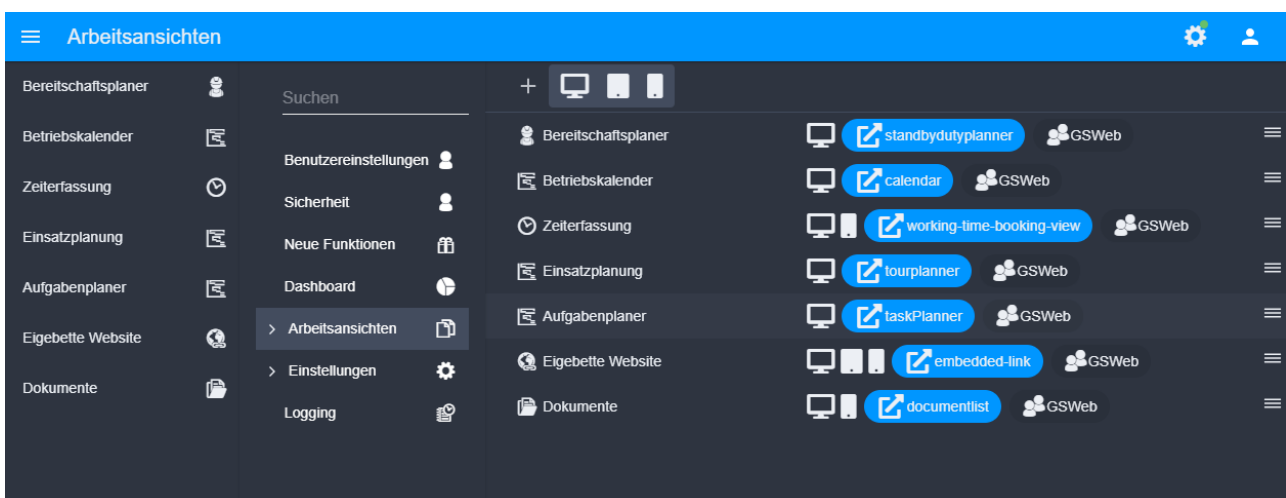 Arbeitsansichten
Bereitschaftsplaner
Betriebskalender
Zeiterfassung
Einsatzplanung
Aufgabenplaner
Eigebette Website
Dokumente
Suchen
Benutzereinstellungen
Sicherheit
Neue Funktionen
Dashboard
Arbeitsansichten
Einstellungen
Logging
Bereitschaftsplaner standbydutyplanner GSWeb
Betriebskalender calendar GSWeb
Zeiterfassung working-time-booking-view GSWeb
Einsatzplanung tourplanner GSWeb
Aufgabenplaner taskPlanner GSWeb
Eigebette Website embedded-link GSWeb
Dokumente documentlist GSWeb